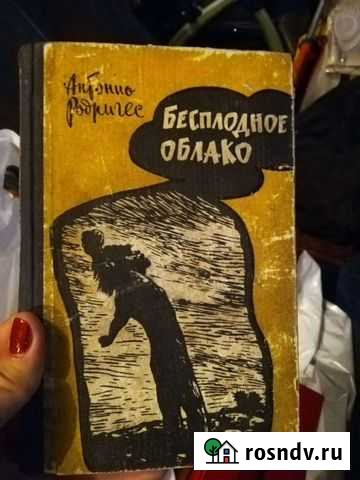 Антонио
Родригес
Бесплодное
облако
rosndv.ru